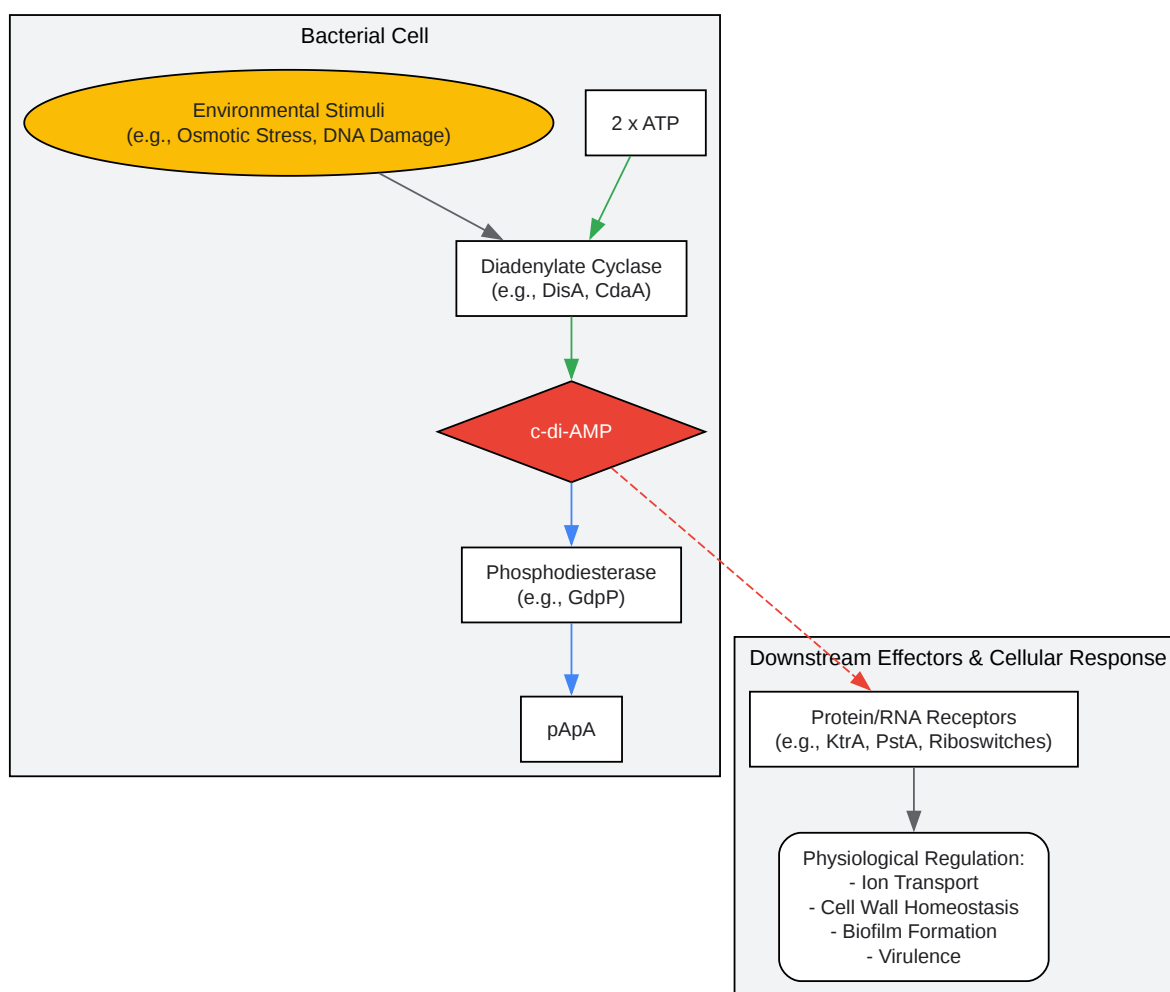 Bacterial Cell
Environmental Stimuli
(e.g., Osmotic Stress, DNA Damage)
2 x ATP
Diadenylate Cyclase
(e.g., DisA, CdaA)
c-di-AMP
Phosphodiesterase
(e.g., GdpP)
pApA
Downstream Effectors & Cellular Response
Protein/RNA Receptors
(e.g., KtrA, PstA, Riboswitches)
Physiological Regulation:
- Ion Transport
- Cell Wall Homeostasis
- Biofilm Formation
- Virulence